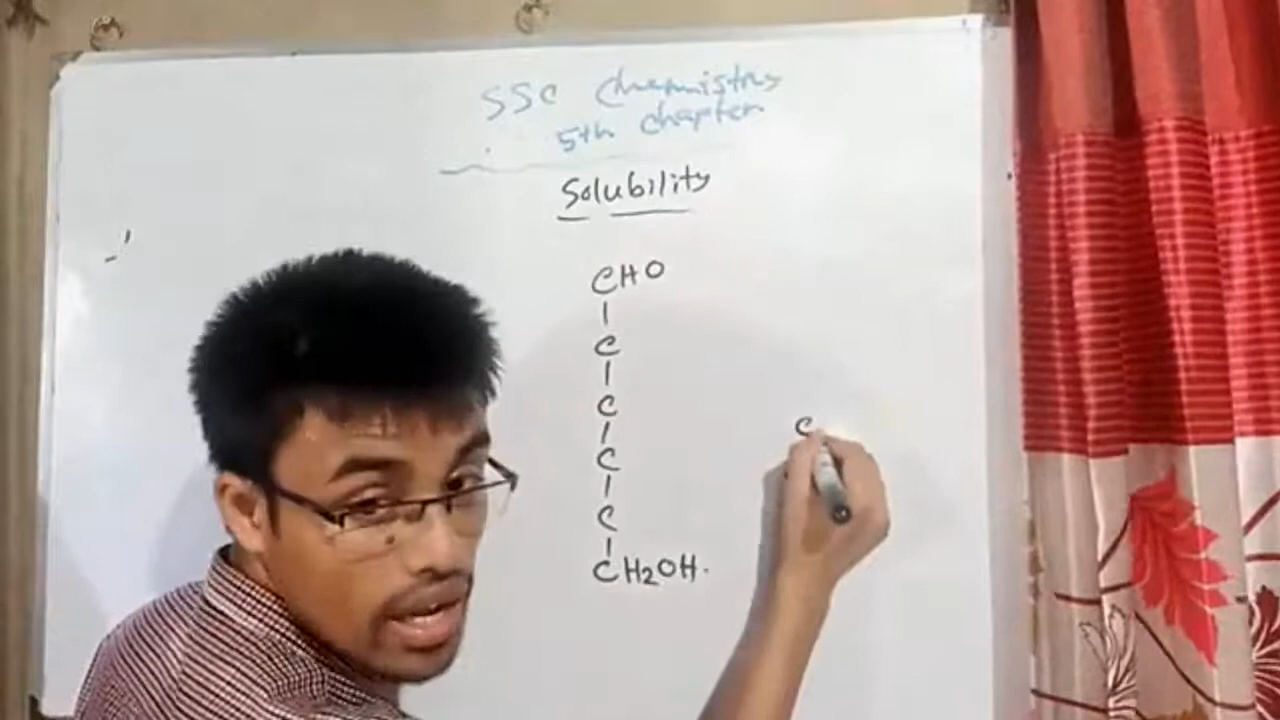 SSC Chemistry
5th chapter
Solubility
CHO
C
C
C
C
CH2OH.
C